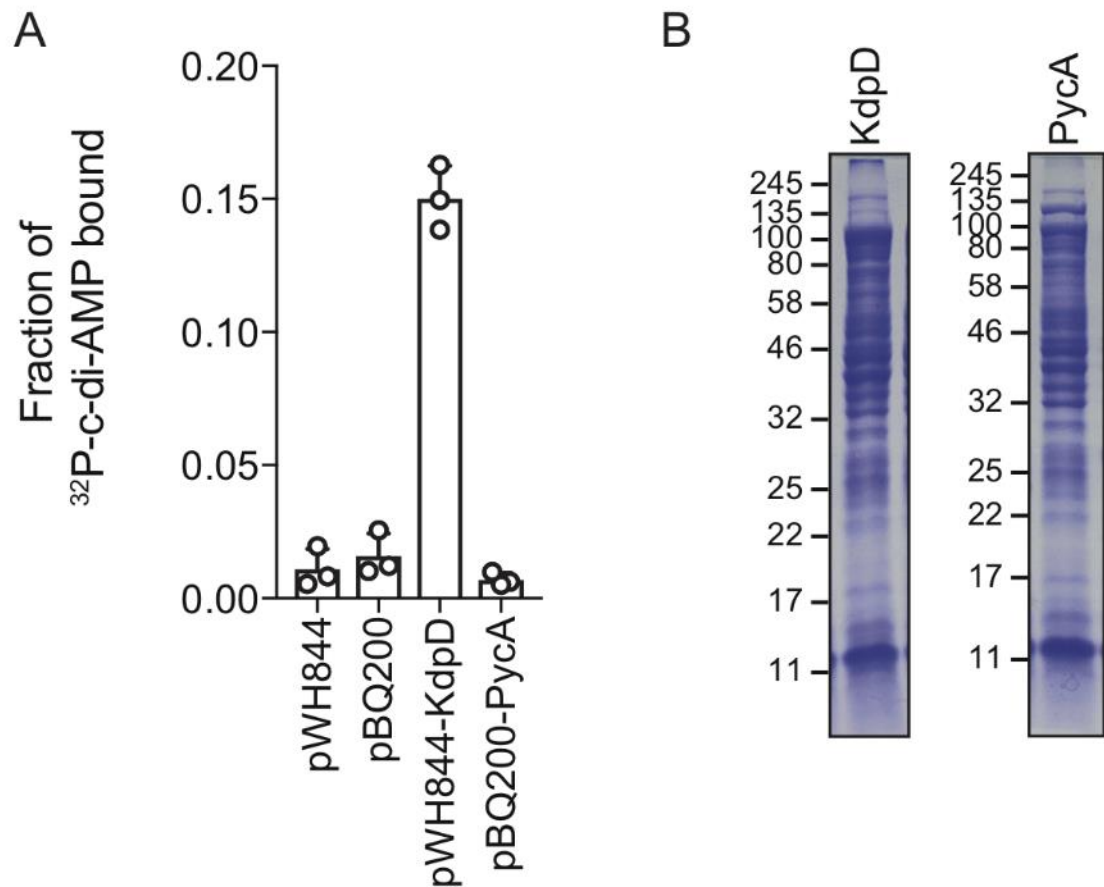 A
Fraction of
³²P-c-di-AMP bound
0.20
0.15
0.10
0.05
0.00
pWH844
pBQ200
pWH844-KdpD
pBQ200-PycA
B
KdpD
245
135
100
80
58
46
32
25
22
17
11
PycA
245
135
100
80
58
46
32
25
22
17
11